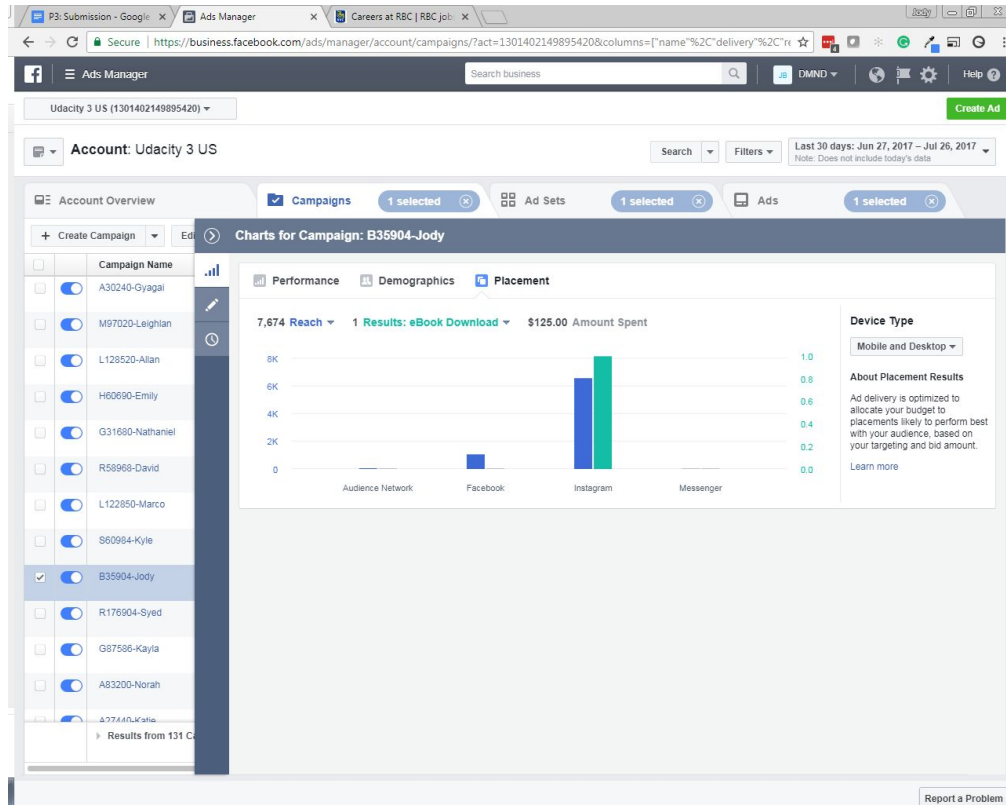 P3: Submission - Google
Ads Manager
Careers at RBC | RBC job
Jody
Secure | https://business.facebook.com/ads/manager/account/campaigns/?act=1301402149895420&columns=["name"%2C"delivery"%2C"re
Ads Manager
Search business
JB DMND
Help
Udacity 3 US (1301402149895420)
Create Ad
Account: Udacity 3 US
Search
Filters
Last 30 days: Jun 27, 2017 – Jul 26, 2017
Note: Does not include today's data
Account Overview
Campaigns
1 selected
Ad Sets
1 selected
Ads
1 selected
+ Create Campaign
Edi
Charts for Campaign: B35904-Jody
Campaign Name
A30240-Gyagai
M97020-Leighlan
L128520-Allan
H60690-Emily
G31680-Nathaniel
R58968-David
L122850-Marco
S60984-Kyle
B35904-Jody
R176904-Syed
G87586-Kayla
A83200-Norah
A27440-Katie
Results from 131 Ca
Performance
Demographics
Placement
7,674 Reach
1 Results: eBook Download
$125.00 Amount Spent
8K
6K
4K
2K
0
1.0
0.8
0.6
0.4
0.2
0.0
Audience Network
Facebook
Instagram
Messenger
Device Type
Mobile and Desktop
About Placement Results
Ad delivery is optimized to
allocate your budget to
placements likely to perform best
with your audience, based on
your targeting and bid amount.
Learn more
Report a Problem